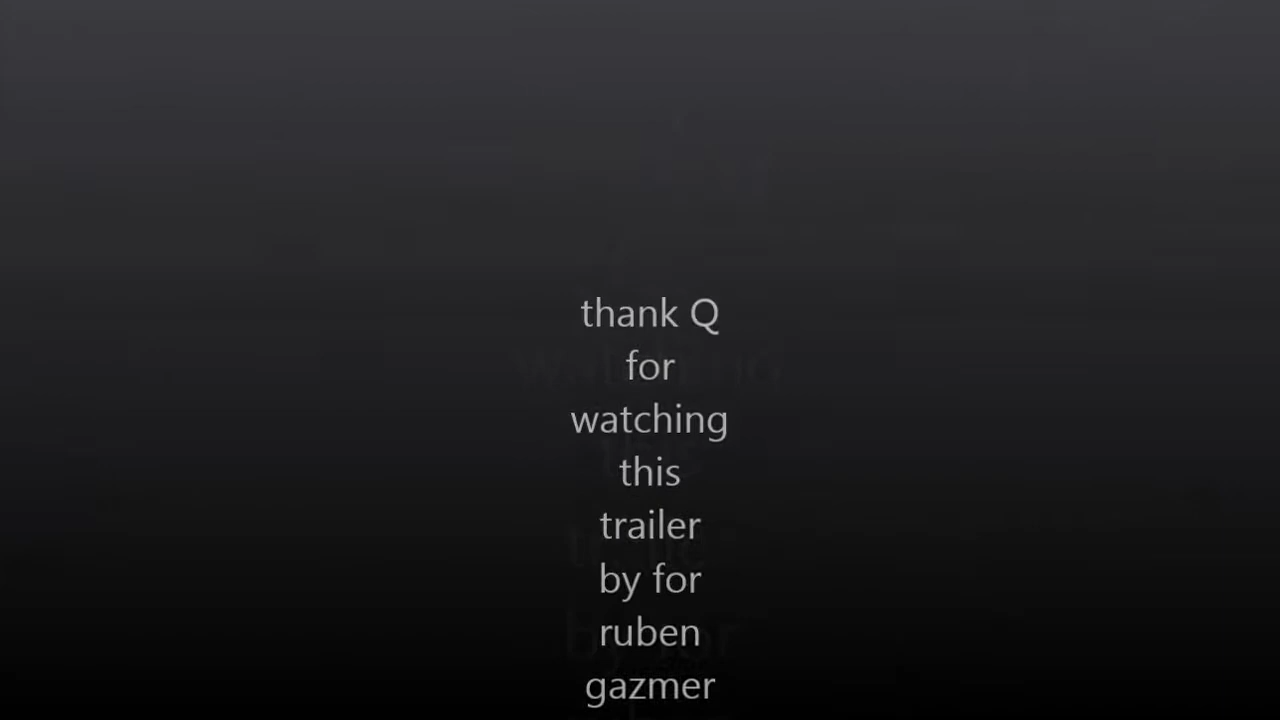 thank Q
for
watching
this
trailer
by for
ruben
gazmer